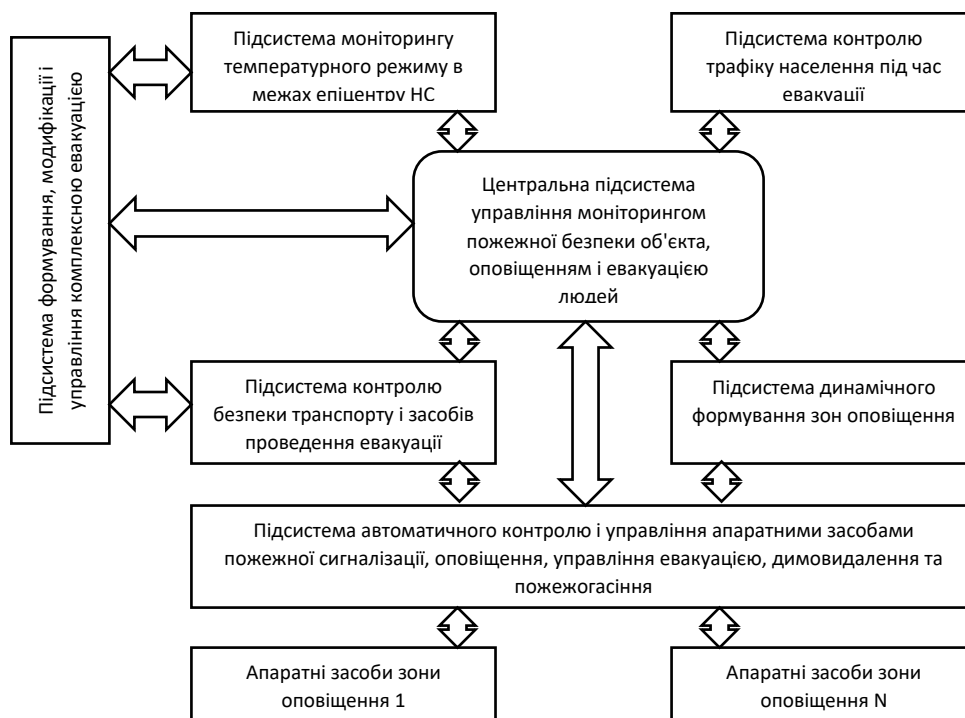 Підсистема формування, модифікації і
управління комплексною евакуацією
Підсистема моніторингу
температурного режиму в
межах епіцентру НС
Підсистема контролю
трафіку населення під час
евакуації
Центральна підсистема
управління моніторингом
пожежної безпеки об'єкта,
оповіщенням і евакуацією
людей
Підсистема контролю
безпеки транспорту і засобів
проведення евакуації
Підсистема динамічного
формування зон оповіщення
Підсистема автоматичного контролю і управління апаратними засобами
пожежної сигналізації, оповіщення, управління евакуацією, димовидалення та
пожежогасіння
Апаратні засоби зони
оповіщення 1
Апаратні засоби зони
оповіщення N